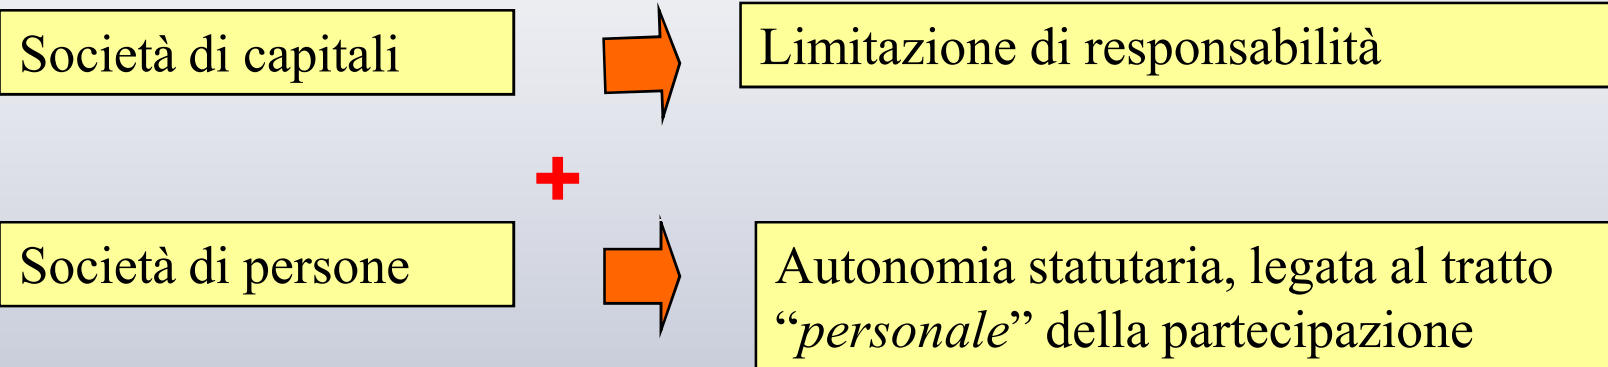 Società di capitali
Limitazione di responsabilità
+
Società di persone
Autonomia statutaria, legata al tratto
“personale” della partecipazione